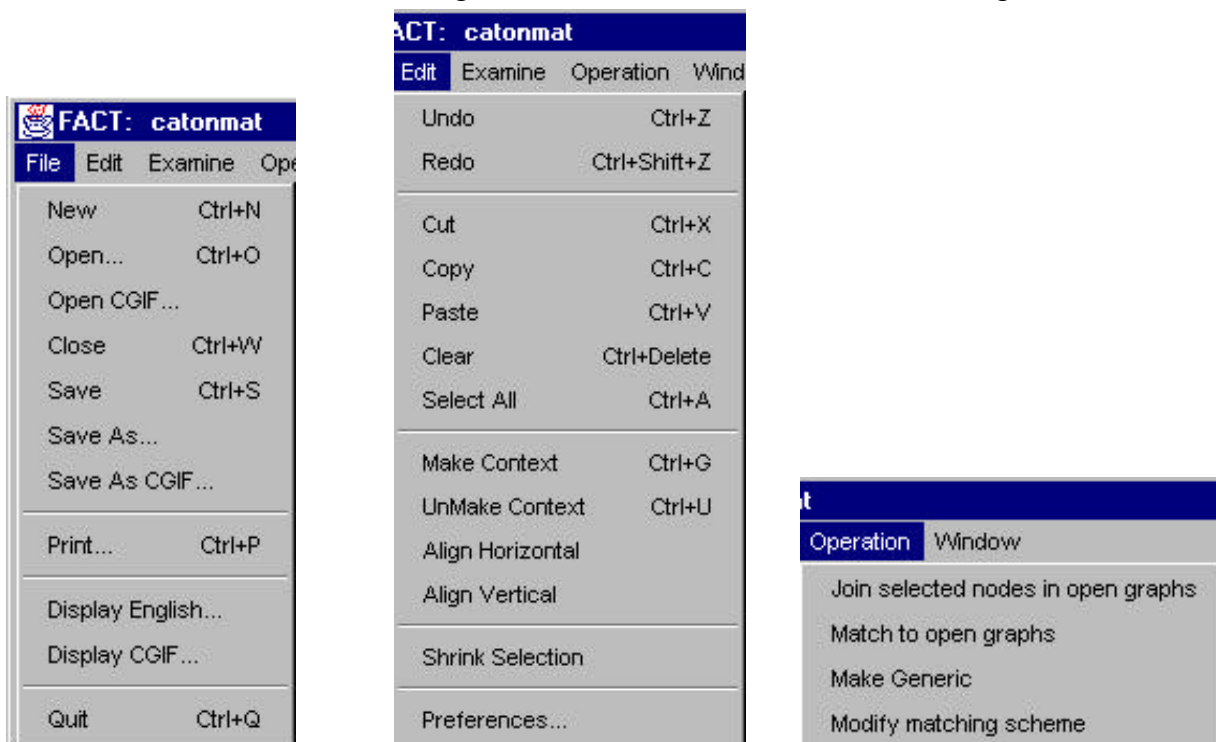 FACT: catonmat
File Edit Examine Ope
New Ctrl+N
Open... Ctrl+O
Open CGIF...
Close Ctrl+W
Save Ctrl+S
Save As...
Save As CGIF...
Print... Ctrl+P
Display English...
Display CGIF...
Quit Ctrl+Q
ACT: catonmat
Edit Examine Operation Wind
Undo Ctrl+Z
Redo Ctrl+Shift+Z
Cut Ctrl+X
Copy Ctrl+C
Paste Ctrl+V
Clear Ctrl+Delete
Select All Ctrl+A
Make Context Ctrl+G
UnMake Context Ctrl+U
Align Horizontal
Align Vertical
Shrink Selection
Preferences...
t
Operation Window
Join selected nodes in open graphs
Match to open graphs
Make Generic
Modify matching scheme